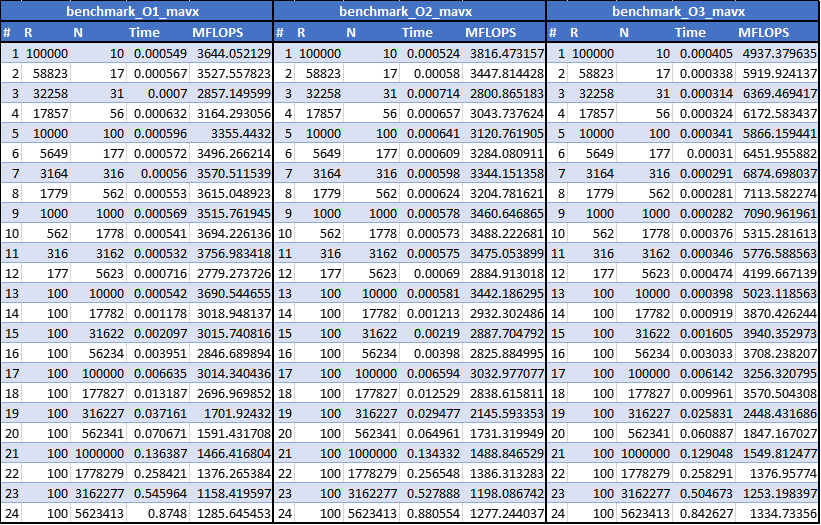 benchmark_O1_mavx benchmark_O2_mavx benchmark_O3_mavx
# R N Time MFLOPS # R N Time MFLOPS # R N Time MFLOPS
1 100000 10 0.000549 3644.052129 1 100000 10 0.000524 3816.473157 1 100000 10 0.000405 4937.379635
2 58823 17 0.000567 3527.557823 2 58823 17 0.00058 3447.814428 2 58823 17 0.000338 5919.924137
3 32258 31 0.0007 2857.149599 3 32258 31 0.000714 2800.865183 3 32258 31 0.000314 6369.469417
4 17857 56 0.000632 3164.293056 4 17857 56 0.000657 3043.737624 4 17857 56 0.000324 6172.583437
5 10000 100 0.000596 3355.4432 5 10000 100 0.000641 3120.761905 5 10000 100 0.000341 5866.159441
6 5649 177 0.000572 3496.266214 6 5649 177 0.000609 3284.080911 6 5649 177 0.00031 6451.955882
7 3164 316 0.00056 3570.511539 7 3164 316 0.000598 3344.151358 7 3164 316 0.000291 6874.698037
8 1779 562 0.000553 3615.048923 8 1779 562 0.000624 3204.781621 8 1779 562 0.000281 7113.582274
9 1000 1000 0.000569 3515.761945 9 1000 1000 0.000578 3460.646865 9 1000 1000 0.000282 7090.961961
10 562 1778 0.000541 3694.226136 10 562 1778 0.000573 3488.222681 10 562 1778 0.000376 5315.281613
11 316 3162 0.000532 3756.983418 11 316 3162 0.000575 3475.053899 11 316 3162 0.000346 5776.588563
12 177 5623 0.000716 2779.273726 12 177 5623 0.00069 2884.913018 12 177 5623 0.000474 4199.667139
13 100 10000 0.000542 3690.544655 13 100 10000 0.000581 3442.186295 13 100 10000 0.000398 5023.118563
14 100 17782 0.001178 3018.948137 14 100 17782 0.001213 2932.302486 14 100 17782 0.000919 3870.426244
15 100 31622 0.002097 3015.740816 15 100 31622 0.00219 2887.704792 15 100 31622 0.001605 3940.352973
16 100 56234 0.003951 2846.689894 16 100 56234 0.00398 2825.884995 16 100 56234 0.003033 3708.238207
17 100 100000 0.006635 3014.340436 17 100 100000 0.006594 3032.977077 17 100 100000 0.006142 3256.320795
18 100 177827 0.013187 2696.969852 18 100 177827 0.012529 2838.615811 18 100 177827 0.009961 3570.504308
19 100 316227 0.037161 1701.92432 19 100 316227 0.029477 2145.593353 19 100 316227 0.025831 2448.431686
20 100 562341 0.070671 1591.431708 20 100 562341 0.064961 1731.319949 20 100 562341 0.060887 1847.167027
21 100 1000000 0.136387 1466.416804 21 100 1000000 0.134332 1488.846529 21 100 1000000 0.129048 1549.812477
22 100 1778279 0.258421 1376.265384 22 100 1778279 0.256548 1386.313283 22 100 1778279 0.258291 1376.95774
23 100 3162277 0.545964 1158.419597 23 100 3162277 0.527888 1198.086742 23 100 3162277 0.504673 1253.198397
24 100 5623413 0.8748 1285.645453 24 100 5623413 0.880554 1277.244037 24 100 5623413 0.842627 1334.73356